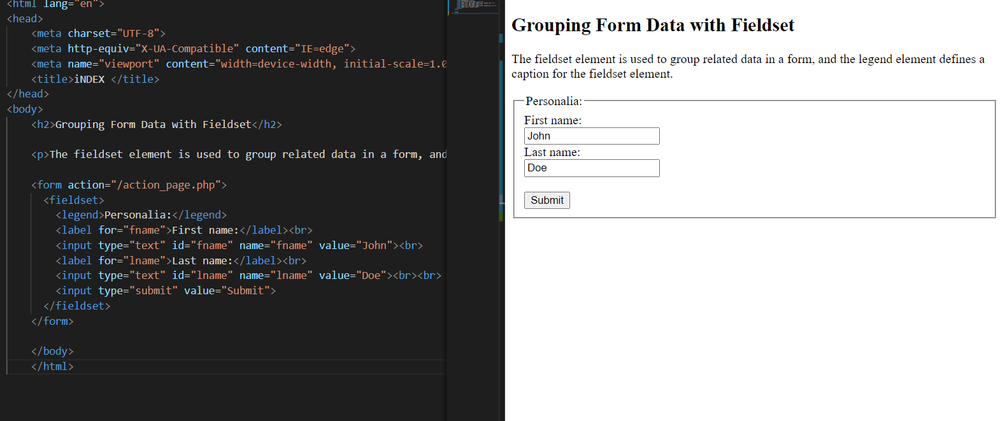 <html lang="en">
<head>
<meta charset="UTF-8">
<meta http-equiv="X-UA-Compatible" content="IE=edge">
<meta name="viewport" content="width=device-width, initial-scale=1.0
<title>iNDEX </title>
</head>
<body>
<h2>Grouping Form Data with Fieldset</h2>
<p>The fieldset element is used to group related data in a form, and
<form action="/action_page.php">
<fieldset>
<legend>Personalia:</legend>
<label for="fname">First name:</label><br>
<input type="text" id="fname" name="fname" value="John"><br>
<label for="lname">Last name:</label><br>
<input type="text" id="lname" name="lname" value="Doe"><br><br>
<input type="submit" value="Submit">
</fieldset>
</form>
</body>
</html>
Grouping Form Data with Fieldset
The fieldset element is used to group related data in a form, and the legend element defines a
caption for the fieldset element.
Personalia:
First name:
John
Last name:
Doe
Submit